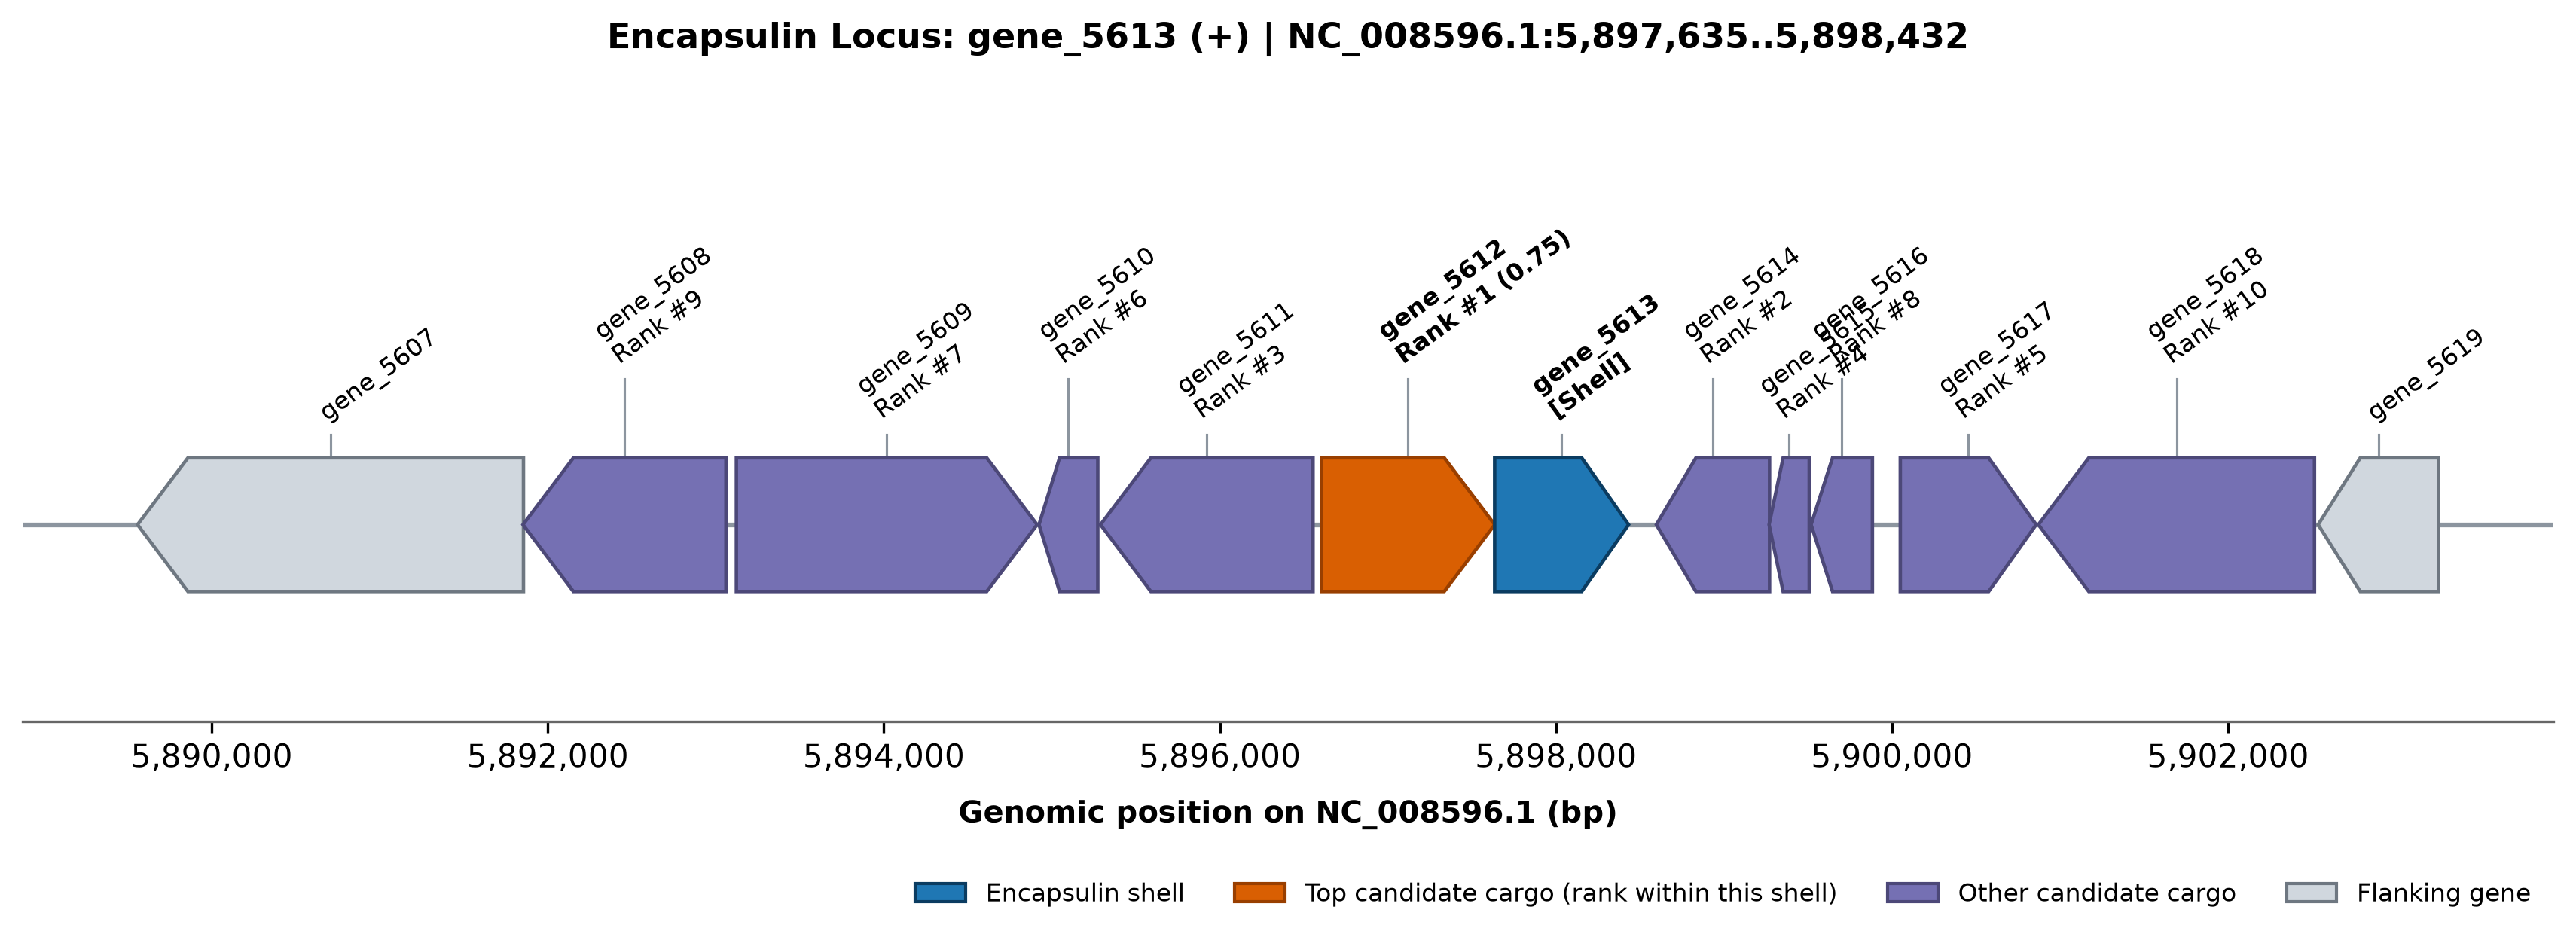 Encapsulin Locus: gene_5613 (+) | NC_008596.1:5,897,635..5,898,432
gene_5607
gene_5608
Rank #9
gene_5609
Rank #7
gene_5610
Rank #6
gene_5611
Rank #3
gene_5612
Rank #1 (0.75)
gene_5613
[Shell]
gene_5614
Rank #2
gene_5615
Rank #4
gene_5616
Rank #8
gene_5617
Rank #5
gene_5618
Rank #10
gene_5619
5,890,000
5,892,000
5,894,000
5,896,000
5,898,000
5,900,000
5,902,000
Genomic position on NC_008596.1 (bp)
Encapsulin shell
Top candidate cargo (rank within this shell)
Other candidate cargo
Flanking gene